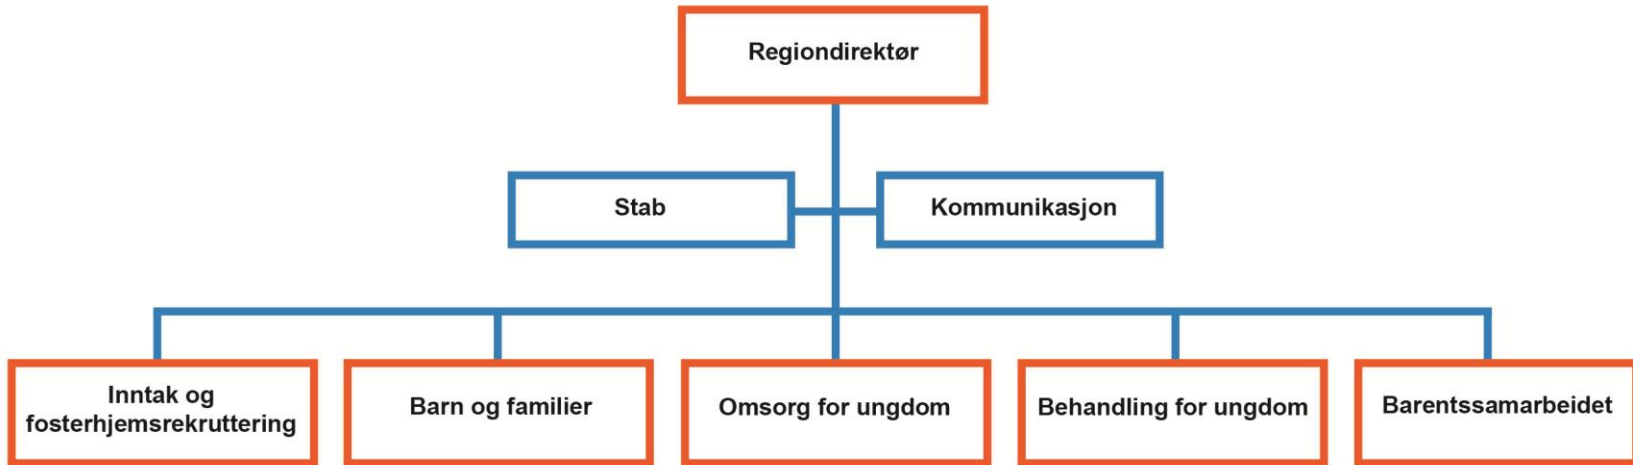 Regiondirektør
Stab
Kommunikasjon
Inntak og
fosterhjemsrekruttering
Barn og familier
Omsorg for ungdom
Behandling for ungdom
Barentssamarbeidet